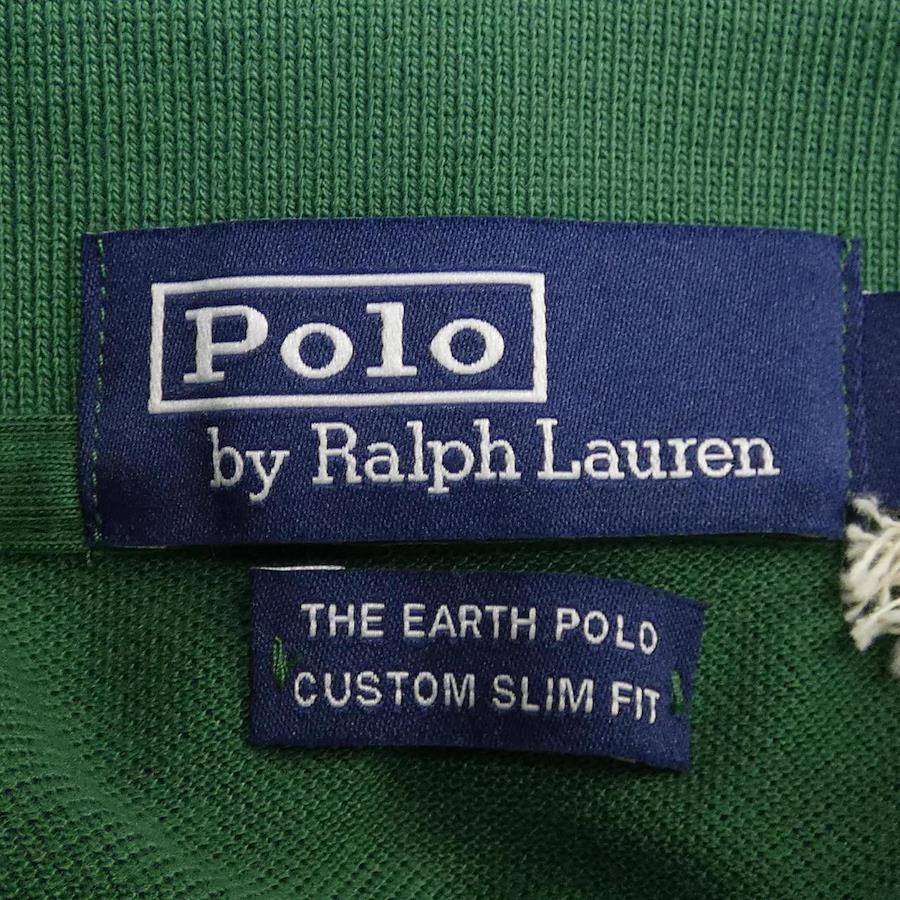 Polo
by Ralph Lauren
THE EARTH POLO
CUSTOM SLIM FIT